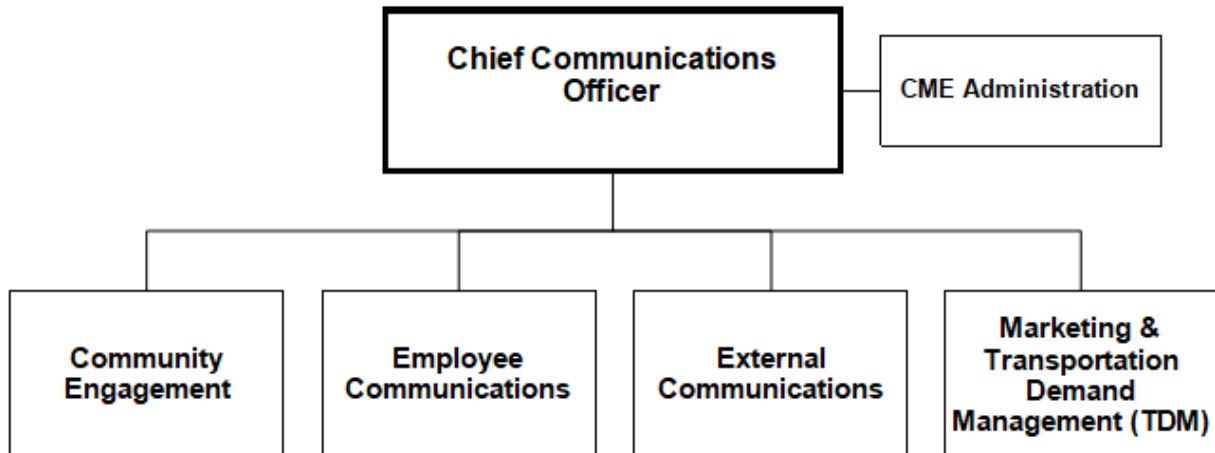 Chief Communications
Officer
CME Administration
Community
Engagement
Employee
Communications
External
Communications
Marketing &
Transportation
Demand
Management (TDM)